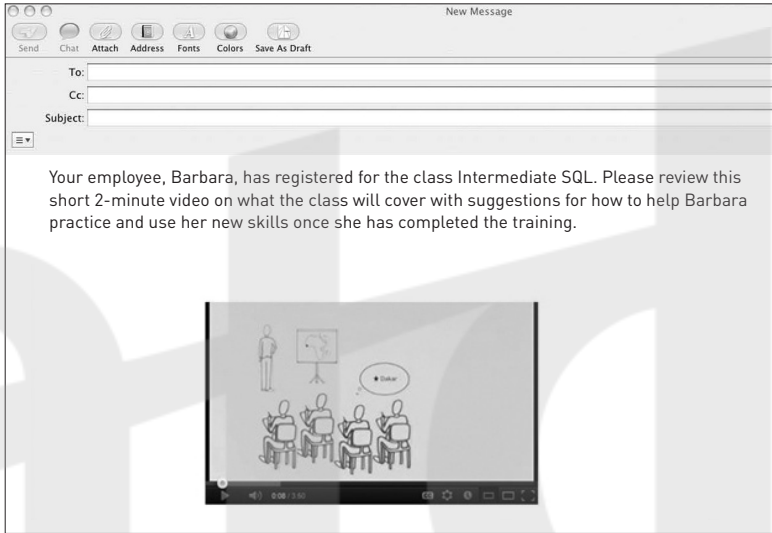 New Message
Send Chat Attach Address Fonts Colors Save As Draft
To:
Cc:
Subject:
Your employee, Barbara, has registered for the class Intermediate SQL. Please review this
short 2-minute video on what the class will cover with suggestions for how to help Barbara
practice and use her new skills once she has completed the training.
Dakar
0:08 / 3:50